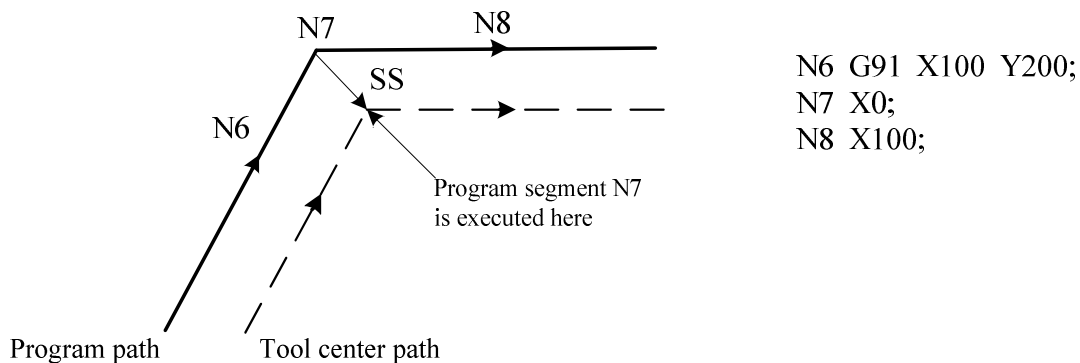 N7
N8
SS
N6
Program segment N7
is executed here
Program path
Tool center path
N6 G91 X100 Y200;
N7 X0;
N8 X100;